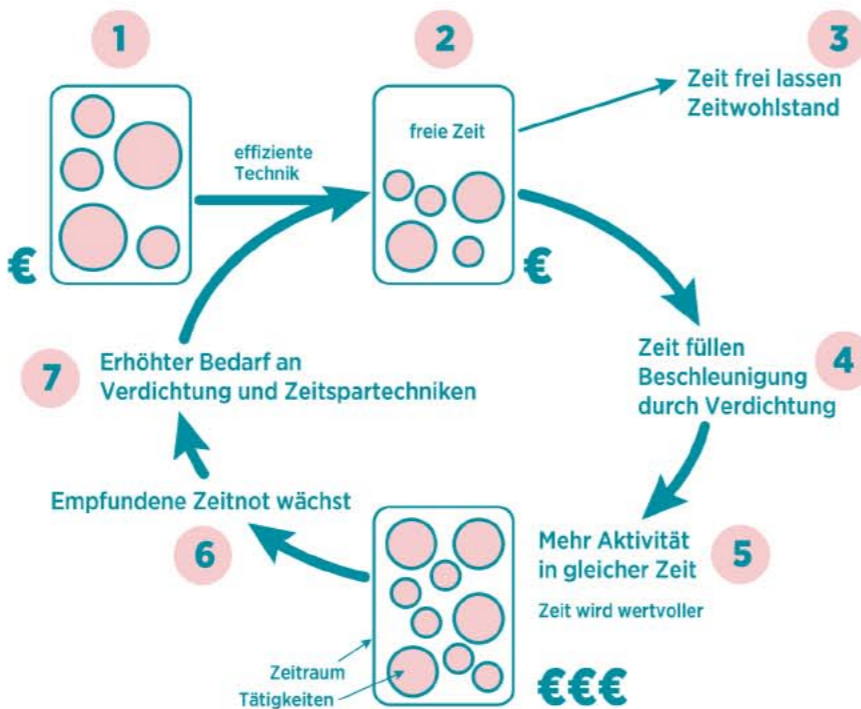 1
2
3
Zeit frei lassen
Zeitwohlstand
freie Zeit
effiziente
Technik
€
€
7
Erhöhter Bedarf an
Verdichtung und Zeitspartechniken
Zeit füllen
Beschleunigung
durch Verdichtung
4
Empfundene Zeitnot wächst
6
Mehr Aktivität
in gleicher Zeit
5
Zeit wird wertvoller
Zeitraum
Tätigkeiten
€€€